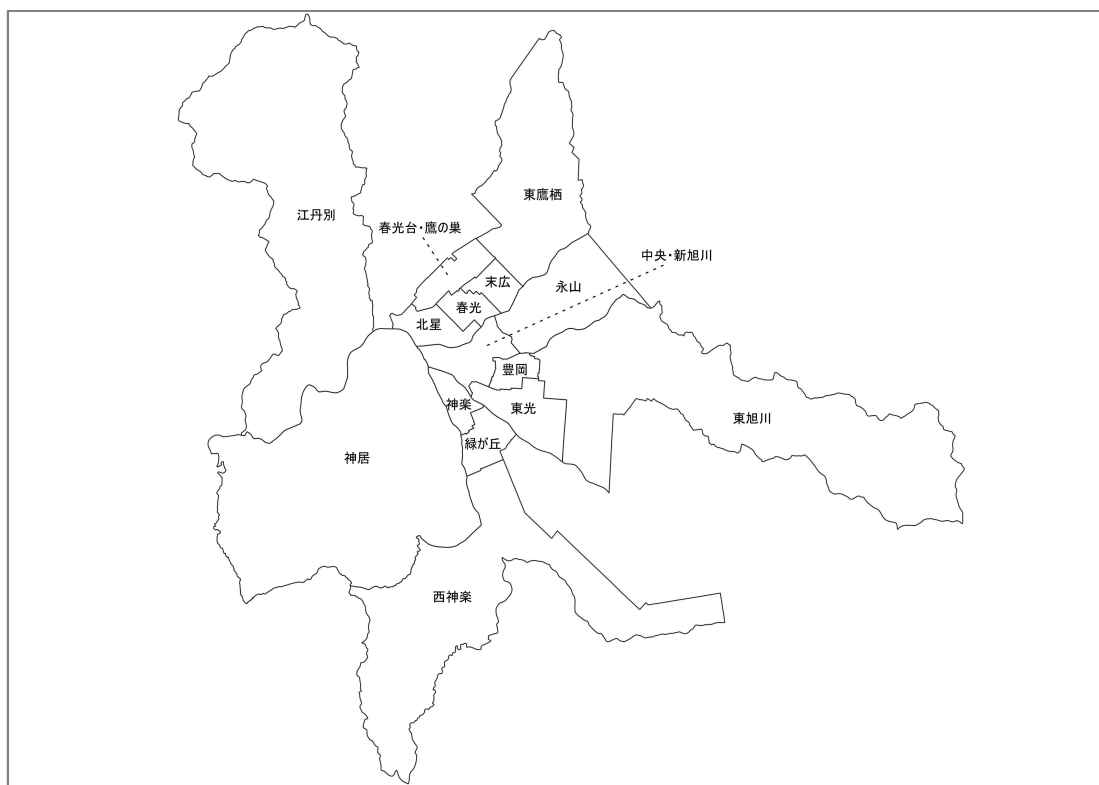 東鷹栖
江丹別
春光台・鷹の巣
中央・新旭川
末広
永山
春光
北星
豊岡
神楽
東光
東旭川
緑が丘
神居
西神楽